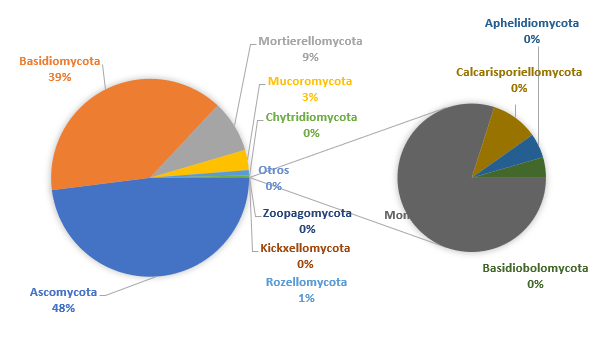 Aphelidiomycota
0%
Mortierellomycota
9%
Basidiomycota
39%
Calcarisporiellomycota
0%
Mucoromycota
3%
Chytridiomycota
0%
Otros
0%
Zoopagomycota
0%
Mon
Kickxellomycota
0%
Basidiobolomycota
0%
Rozellomycota
1%
Ascomycota
48%